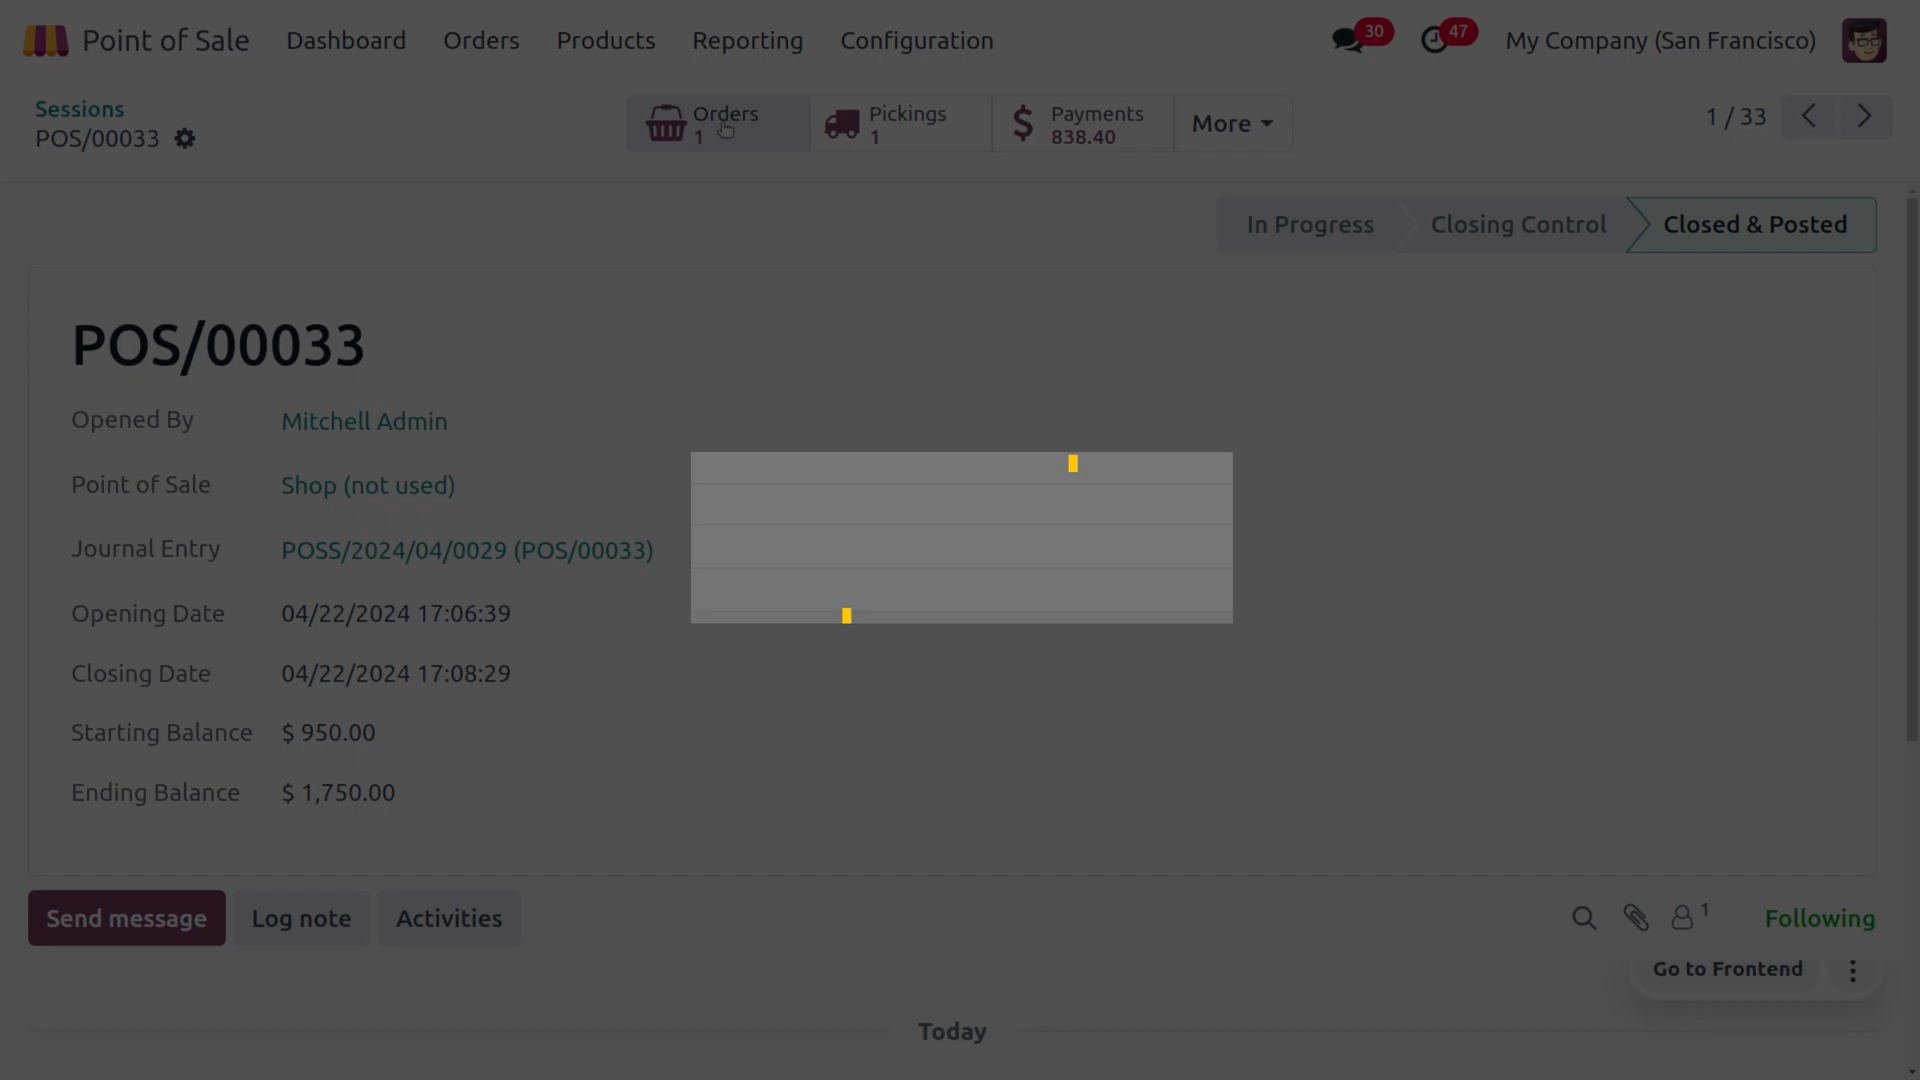 Point of Sale Dashboard Orders Products Reporting Configuration 30 47 My Company (San Francisco)
Sessions
POS/00033
Orders
1
Pickings
1
Payments
838.40
More
1 / 33
In Progress Closing Control Closed & Posted
POS/00033
Opened By Mitchell Admin
Point of Sale Shop (not used)
Journal Entry POSS/2024/04/0029 (POS/00033)
Opening Date 04/22/2024 17:06:39
Closing Date 04/22/2024 17:08:29
Starting Balance $ 950.00
Ending Balance $ 1,750.00
Send message Log note Activities 1 Following
Go to Frontend
Today